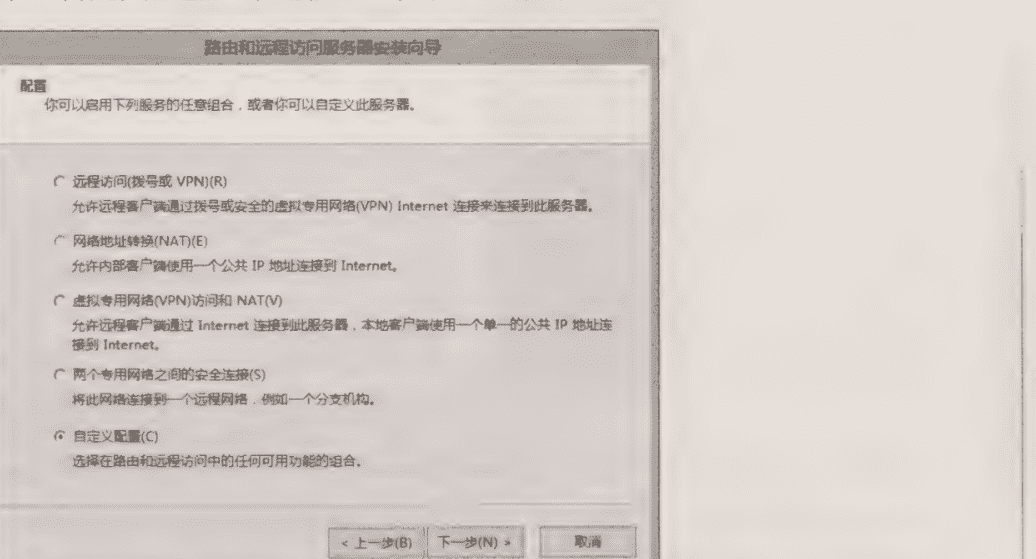 路由和远程访问服务器安装向导
配置
你可以启用下列服务的任意组合，或者你可以自定义此服务器。
远程访问(拨号或 VPN)(R)
允许远程客户端通过拨号或安全的虚拟专用网络(VPN) Internet 连接来连接到此服务器。
网络地址转换(NAT)(E)
允许内部客户端使用一个公共 IP 地址连接到 Internet。
虚拟专用网络(VPN)访问和 NAT(V)
允许远程客户端通过 Internet 连接到此服务器，本地客户端使用一个单一的公共 IP 地址连
接到 Internet。
两个专用网络之间的安全连接(S)
将此网络连接到一个远程网络，例如一个分支机构。
自定义配置(C)
选择在路由和远程访问中的任何可用功能的组合。
< 上一步(B)
下一步(N) >
取消